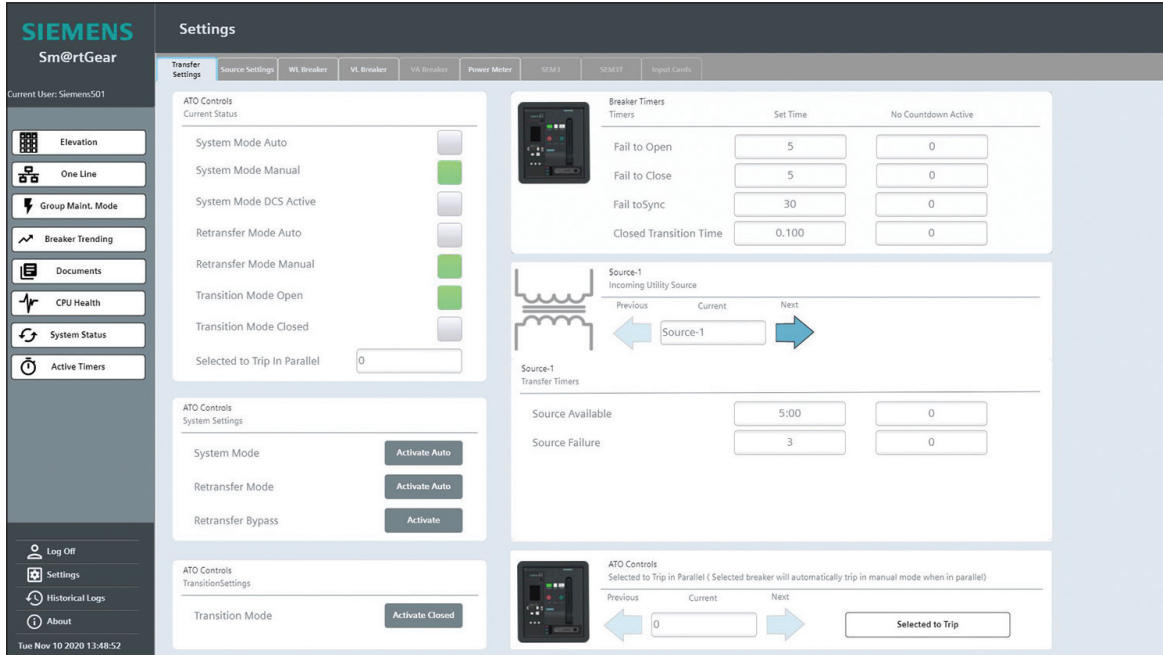 SIEMENS
Sm@rtGear
Current User: Siemens501
Elevation
One Line
Group Maint. Mode
Breaker Trending
Documents
CPU Health
System Status
Active Timers
Log Off
Settings
Historical Logs
About
Tue Nov 10 2020 13:48:52
Settings
Transfer Settings
Source Settings
WL Breaker
VL Breaker
VA Breaker
Power Meter
SEM3
SEM3T
Input Cards
ATO Controls
Current Status
System Mode Auto
System Mode Manual
System Mode DCS Active
Retransfer Mode Auto
Retransfer Mode Manual
Transition Mode Open
Transition Mode Closed
Selected to Trip In Parallel 0
ATO Controls
System Settings
System Mode Activate Auto
Retransfer Mode Activate Auto
Retransfer Bypass Activate
ATO Controls
TransitionSettings
Transition Mode Activate Closed
Breaker Timers
Timers Set Time No Countdown Active
Fail to Open 5 0
Fail to Close 5 0
Fail toSync 30 0
Closed Transition Time 0.100 0
Source-1
Incoming Utility Source
Previous Current Next
Source-1
Source-1
Transfer Timers
Source Available 5:00 0
Source Failure 3 0
ATO Controls
Selected to Trip in Parallel ( Selected breaker will automatically trip in manual mode when in parallel)
Previous Current Next
0
Selected to Trip